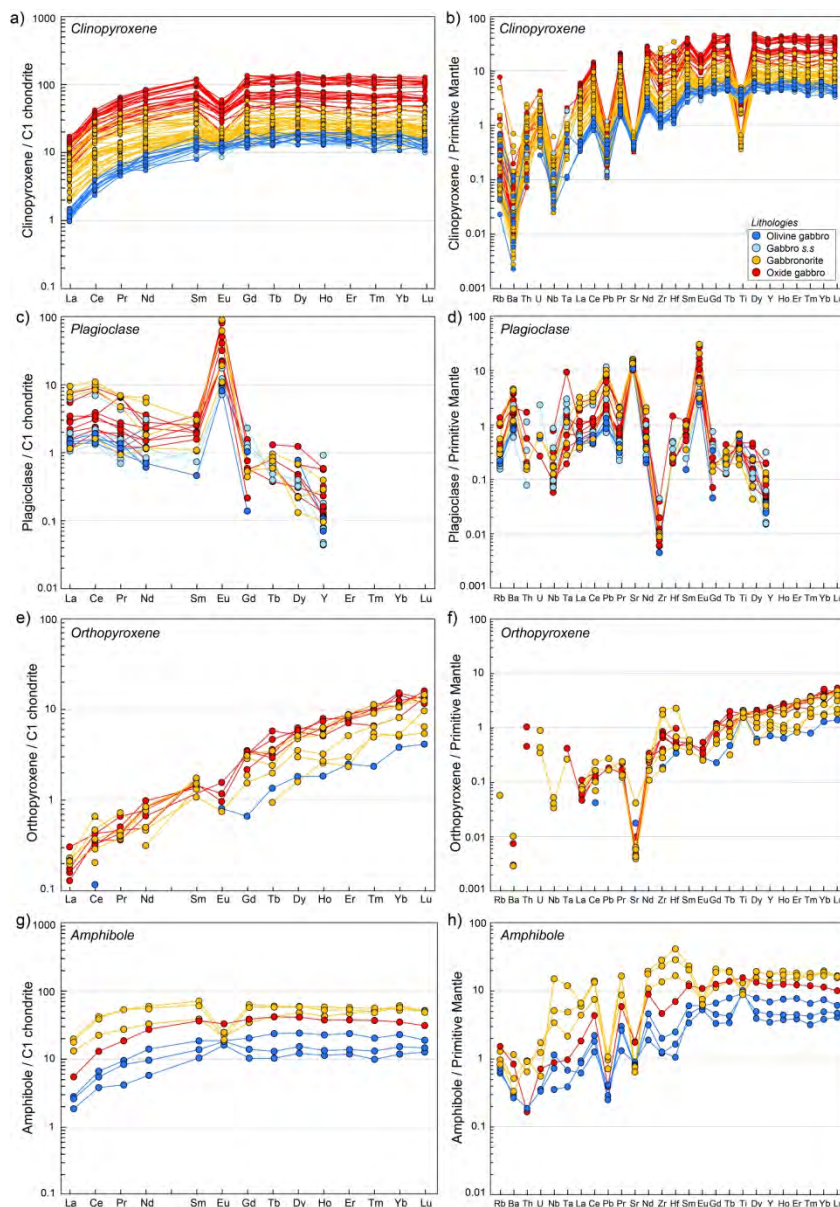 a)
Clinopyroxene
Clinopyroxene / C1 chondrite
1000
100
10
1
0.1
La Ce Pr Nd Sm Eu Gd Tb Dy Ho Er Tm Yb Lu
b)
Clinopyroxene
Clinopyroxene / Primitive Mantle
100
10
1
0.1
0.01
0.001
Lithologies
Olivine gabbro
Gabbro s.s
Gabbronorite
Oxide gabbro
Rb Ba Th U Nb Ta La Ce Pb Pr Sr Nd Zr Hf Sm Eu Gd Tb Ti Dy Y Ho Er Tm Yb Lu
c)
Plagioclase
Plagioclase / C1 chondrite
100
10
1
0.1
0.01
La Ce Pr Nd Sm Eu Gd Tb Dy Y Ho Er Tm Yb Lu
d)
Plagioclase
Plagioclase / Primitive Mantle
100
10
1
0.1
0.01
0.001
Rb Ba Th U Nb Ta La Ce Pb Pr Sr Nd Zr Hf Sm Eu Gd Tb Ti Dy Y Ho Er Tm Yb Lu
e)
Orthopyroxene
Orthopyroxene / C1 chondrite
100
10
1
0.1
La Ce Pr Nd Sm Eu Gd Tb Dy Ho Er Tm Yb Lu
f)
Orthopyroxene
Orthopyroxene / Primitive Mantle
100
10
1
0.1
0.01
0.001
Rb Ba Th U Nb Ta La Ce Pb Pr Sr Nd Zr Hf Sm Eu Gd Tb Ti Dy Y Ho Er Tm Yb Lu
g)
Amphibole
Amphibole / C1 chondrite
1000
100
10
1
0.1
La Ce Pr Nd Sm Eu Gd Tb Dy Ho Er Tm Yb Lu
h)
Amphibole
Amphibole / Primitive Mantle
100
10
1
0.1
0.01
Rb Ba Th U Nb Ta La Ce Pb Pr Sr Nd Zr Hf Sm Eu Gd Tb Ti Dy Y Ho Er Tm Yb Lu